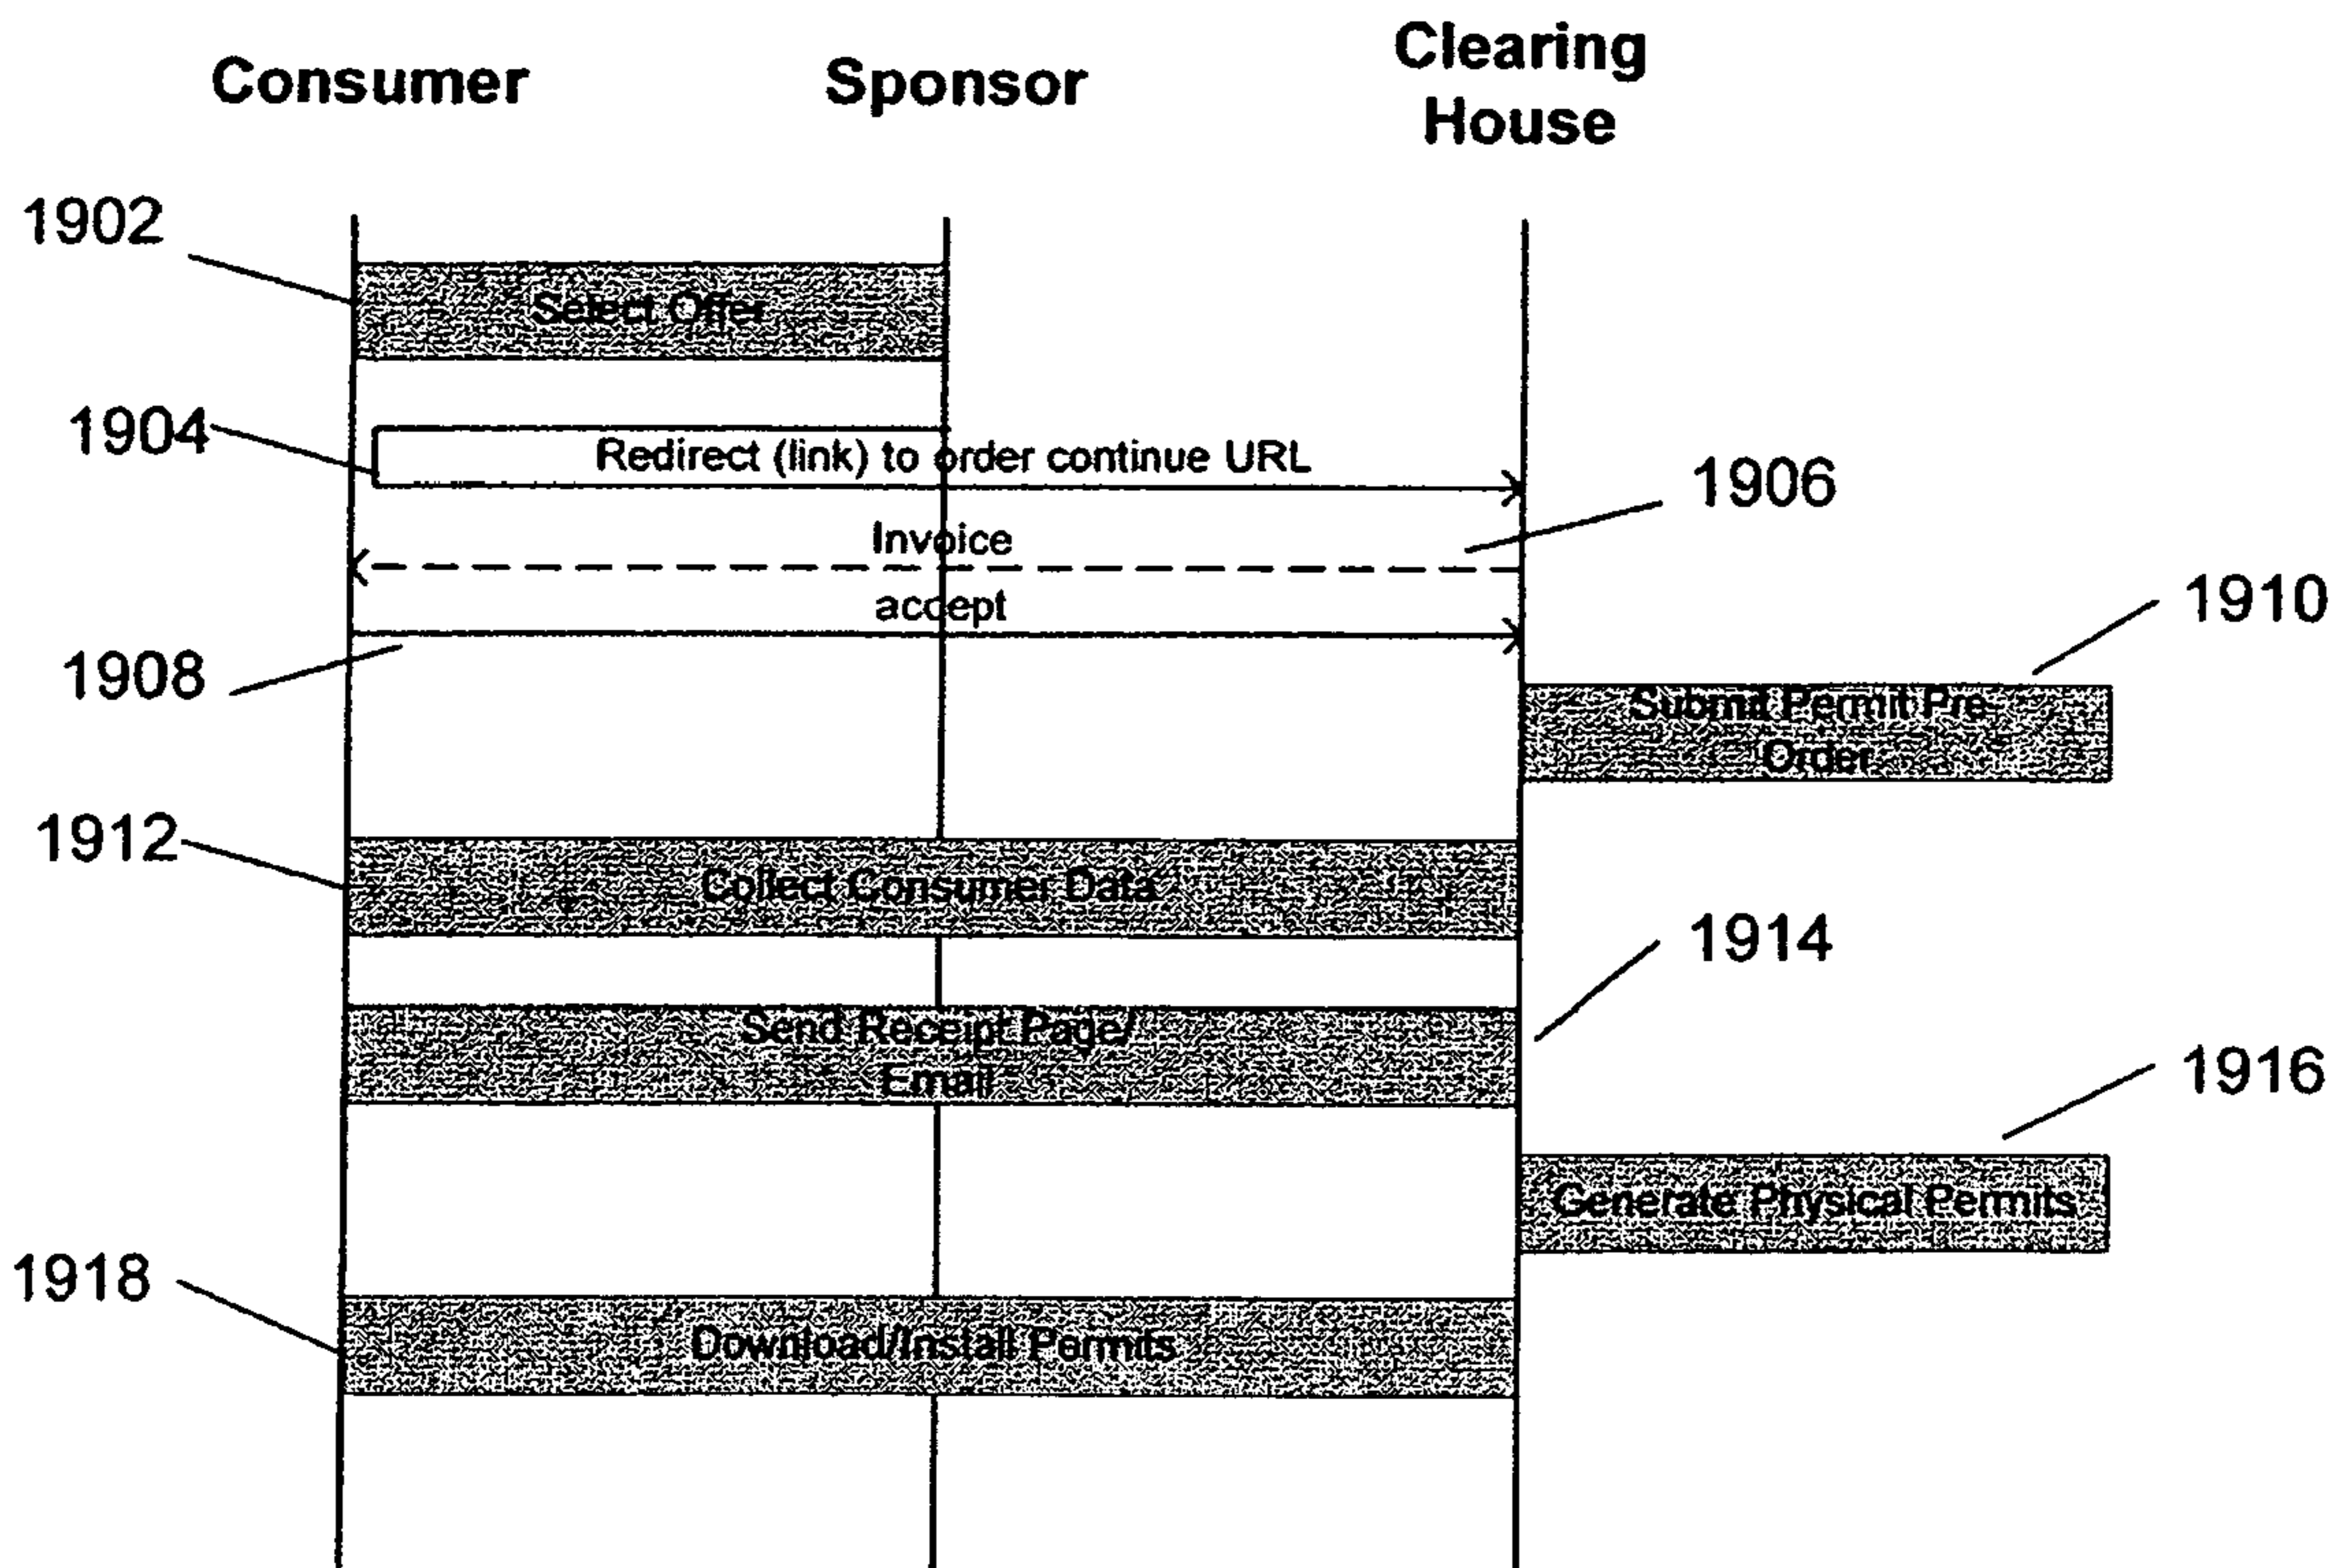 Consumer
Sponsor
Clearing
House
1902
Select Offer
1904
Redirect (link) to order continue URL
1906
Invoice
accept
1908
1910
Submit Permit Pre-
Order
1912
Collect Consumer Data
1914
Send Receipt Page/
Email
1916
Generate Physical Permits
1918
Download/Install Permits